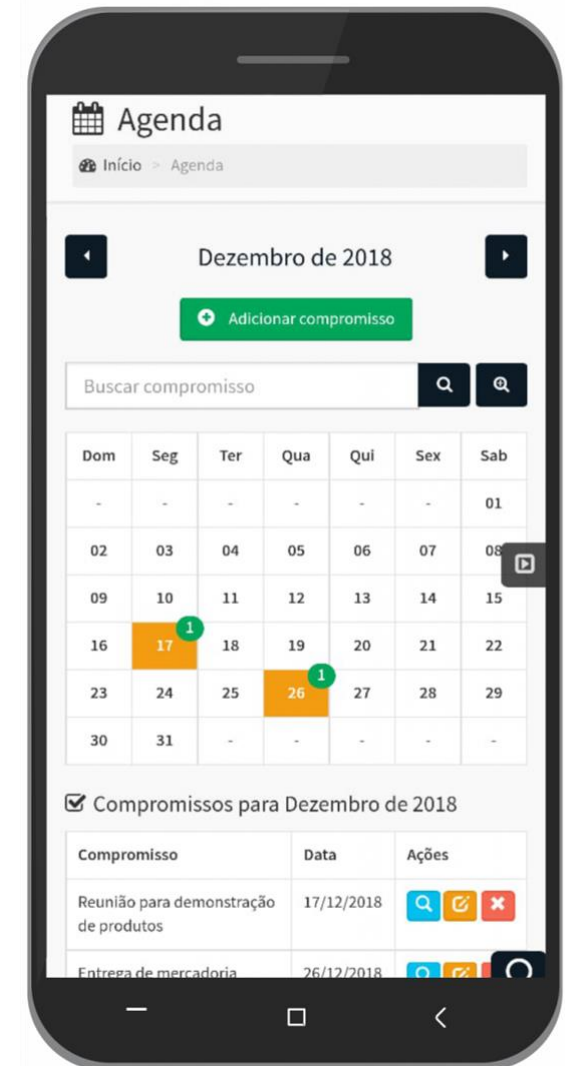 Agenda
Início > Agenda
Dezembro de 2018
Adicionar compromisso
Buscar compromisso
Dom Seg Ter Qua Qui Sex Sab
- - - - - - 01
02 03 04 05 06 07 08
09 10 11 12 13 14 15
1
16 17 18 19 20 21 22
1
23 24 25 26 27 28 29
30 31 - - - - -
Compromissos para Dezembro de 2018
Compromisso Data Ações
Reunião para demonstração 17/12/2018
de produtos
Entrega de mercadoria 26/12/2018